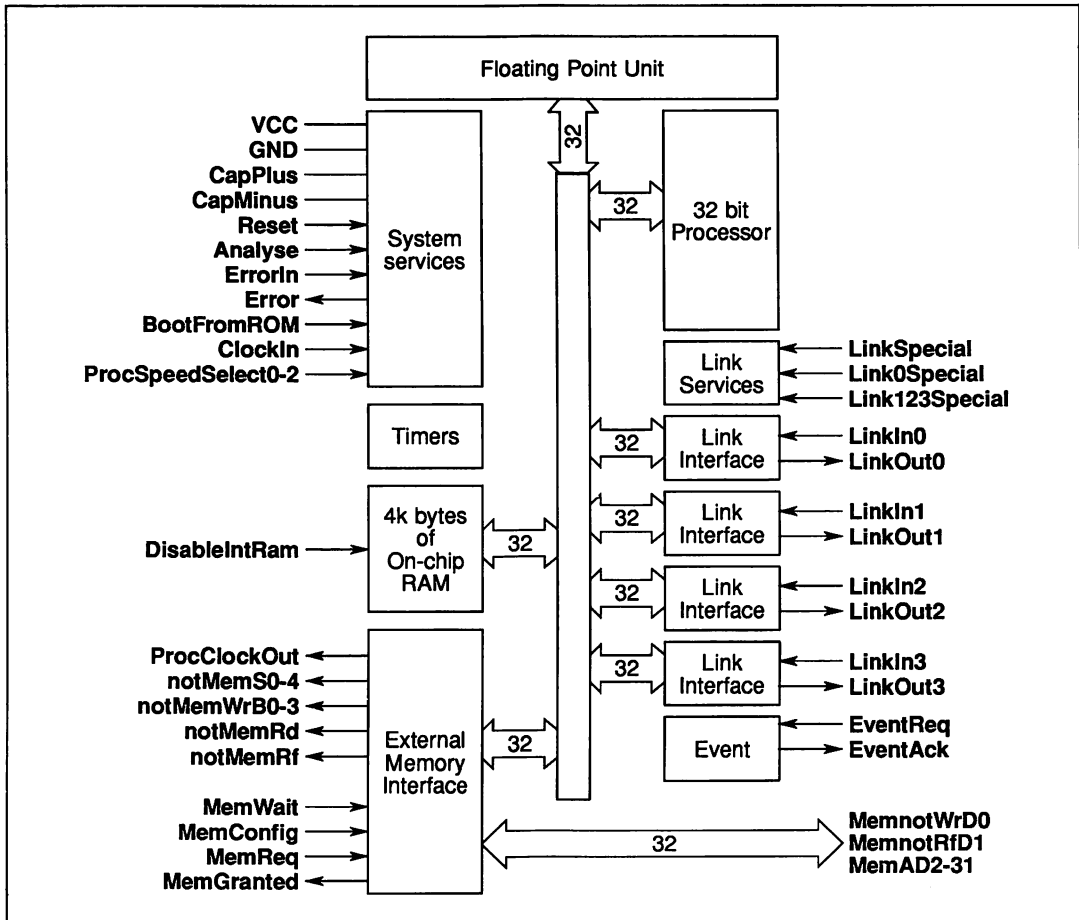 Floating Point Unit
32
VCC
GND
CapPlus
CapMinus
Reset
Analyse
ErrorIn
Error
BootFromROM
ClockIn
ProcSpeedSelect0-2
System
services
32
32 bit
Processor
Link
Services
LinkSpecial
Link0Special
Link123Special
Timers
32
Link
Interface
LinkIn0
LinkOut0
DisableIntRam
4k bytes
of
On-chip
RAM
32
32
Link
Interface
LinkIn1
LinkOut1
32
Link
Interface
LinkIn2
LinkOut2
32
Link
Interface
LinkIn3
LinkOut3
ProcClockOut
notMemS0-4
notMemWrB0-3
notMemRd
notMemRf
MemWait
MemConfig
MemReq
MemGranted
External
Memory
Interface
32
Event
EventReq
EventAck
32
MemnotWrD0
MemnotRfD1
MemAD2-31